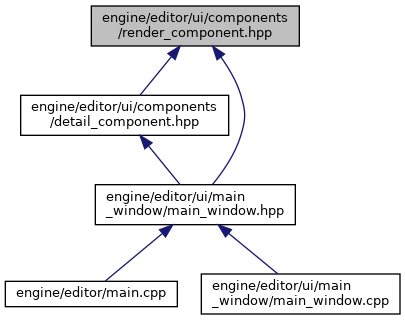 engine/editor/ui/components
/render_component.hpp
engine/editor/ui/components
/detail_component.hpp
engine/editor/ui/main
_window/main_window.hpp
engine/editor/main.cpp
engine/editor/ui/main
_window/main_window.cpp